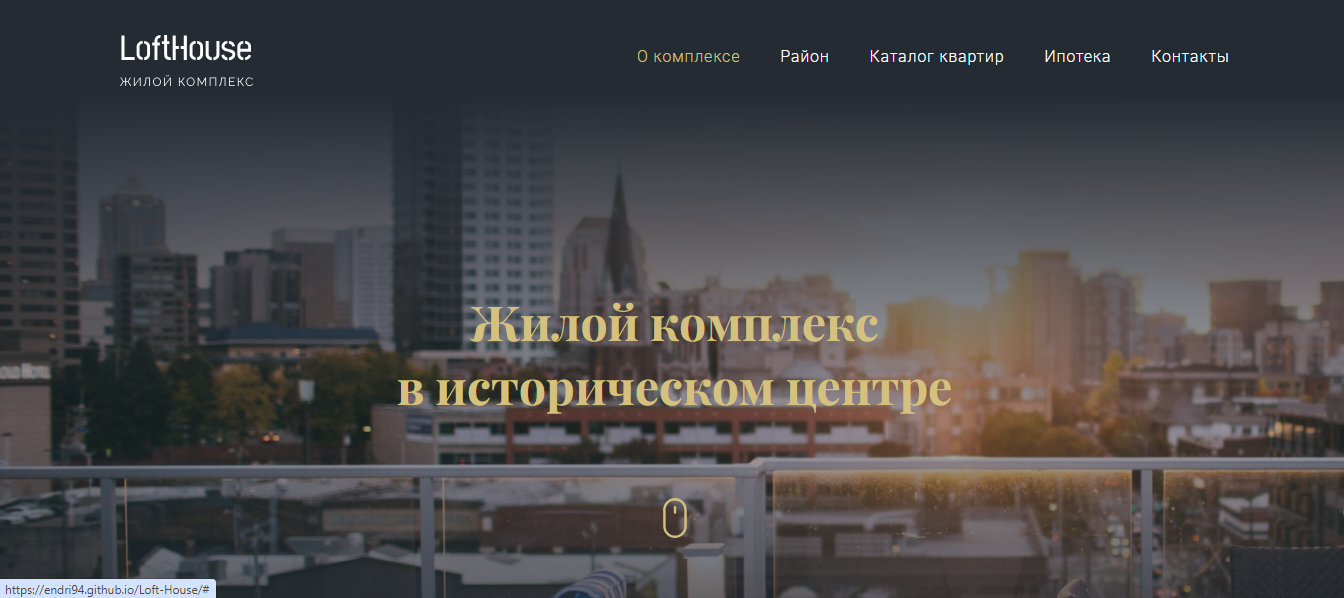 LoftHouse
ЖИЛОЙ КОМПЛЕКС
О комплексе Район Каталог квартир Ипотека Контакты
Жилой комплекс
в историческом центре
https://endri94.github.io/Loft-House/#